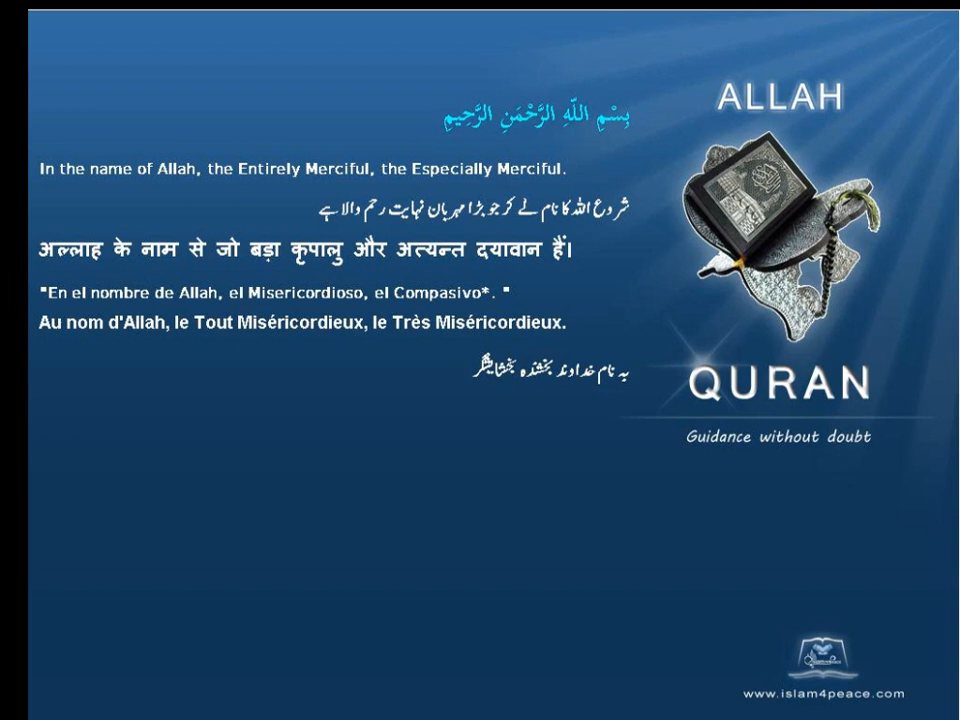 بِسْمِ اللّهِ الرَّحْمَنِ الرَّحِيمِ
In the name of Allah, the Entirely Merciful, the Especially Merciful.
شروع الله کا نام لے کر جو بڑا مہربان نہایت رحم والا ہے
अल्लाह के नाम से जो बड़ा कृपालु और अत्यन्त दयावान हैं।
"En el nombre de Allah, el Misericordioso, el Compasivo*. "
Au nom d'Allah, le Tout Miséricordieux, le Très Miséricordieux.
به نام خداوند بخشنده بخشایشگر
ALLAH
QURAN
Guidance without doubt
www.islam4peace.com